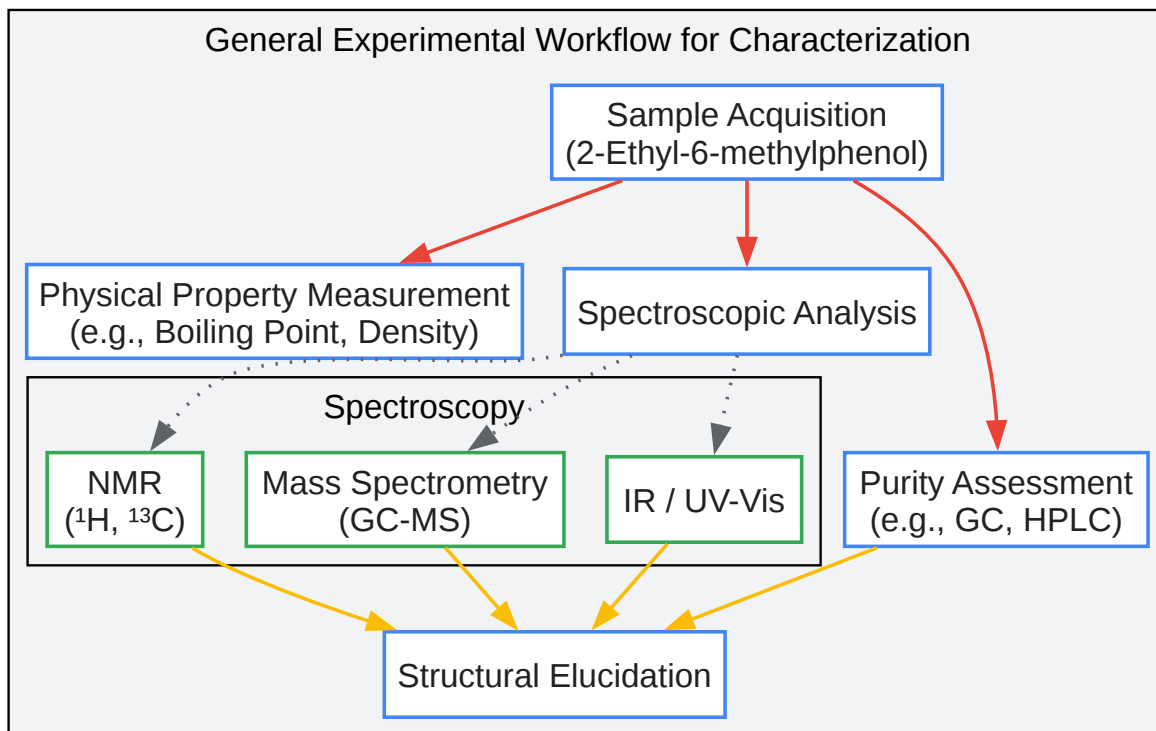 General Experimental Workflow for Characterization
Sample Acquisition
(2-Ethyl-6-methylphenol)
Physical Property Measurement
(e.g., Boiling Point, Density)
Spectroscopic Analysis
Spectroscopy
NMR
(¹H, ¹³C)
Mass Spectrometry
(GC-MS)
IR / UV-Vis
Purity Assessment
(e.g., GC, HPLC)
Structural Elucidation